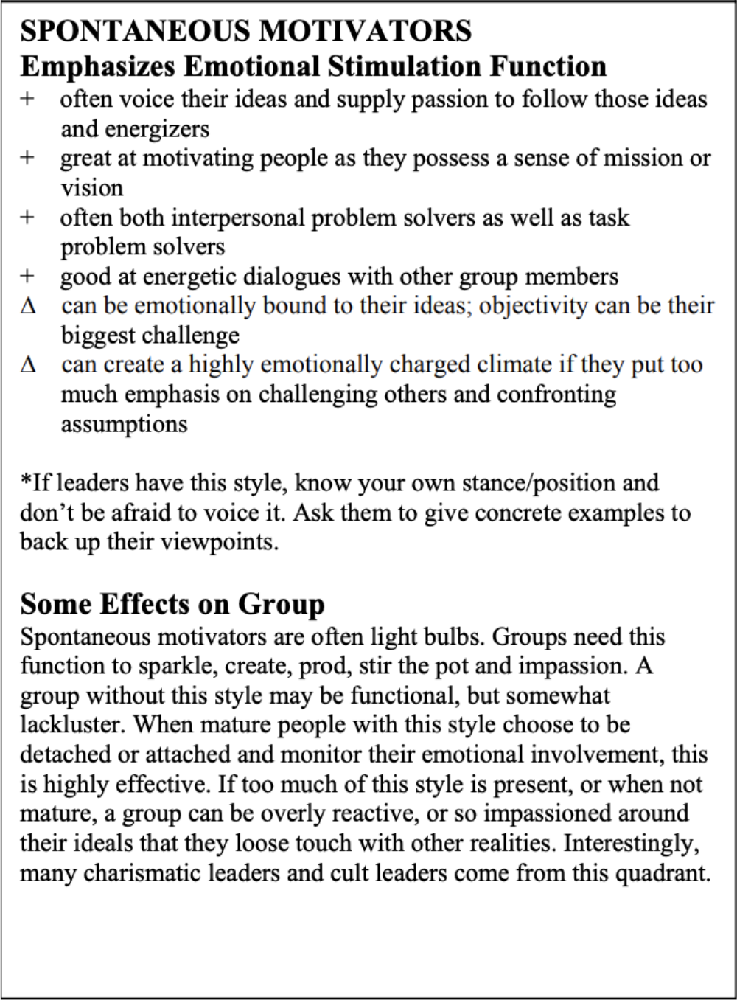 SPONTANEOUS MOTIVATORS
Emphasizes Emotional Stimulation Function
+ often voice their ideas and supply passion to follow those ideas
and energizers
+ great at motivating people as they possess a sense of mission or
vision
+ often both interpersonal problem solvers as well as task
problem solvers
+ good at energetic dialogues with other group members
Δ can be emotionally bound to their ideas; objectivity can be their
biggest challenge
Δ can create a highly emotionally charged climate if they put too
much emphasis on challenging others and confronting
assumptions
*If leaders have this style, know your own stance/position and
don’t be afraid to voice it. Ask them to give concrete examples to
back up their viewpoints.
Some Effects on Group
Spontaneous motivators are often light bulbs. Groups need this
function to sparkle, create, prod, stir the pot and impassion. A
group without this style may be functional, but somewhat
lackluster. When mature people with this style choose to be
detached or attached and monitor their emotional involvement, this
is highly effective. If too much of this style is present, or when not
mature, a group can be overly reactive, or so impassioned around
their ideals that they loose touch with other realities. Interestingly,
many charismatic leaders and cult leaders come from this quadrant.